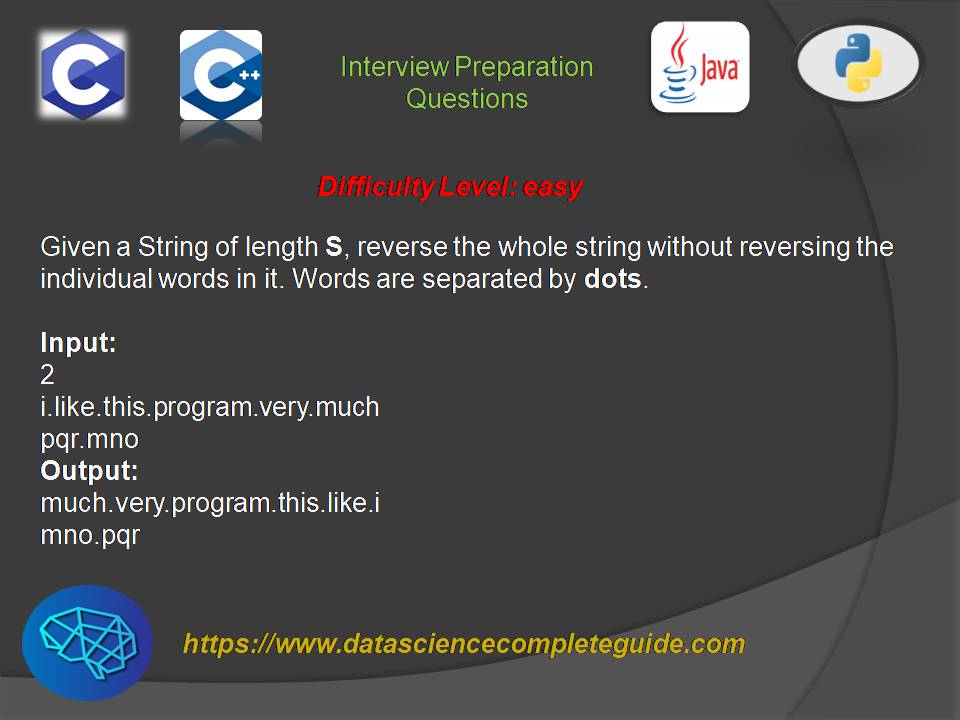 C
C++
Interview Preparation
Questions
Java
Difficulty Level: easy
Given a String of length S, reverse the whole string without reversing the
individual words in it. Words are separated by dots.
Input:
2
i.like.this.program.very.much
pqr.mno
Output:
much.very.program.this.like.i
mno.pqr
https://www.datasciencecompleteguide.com